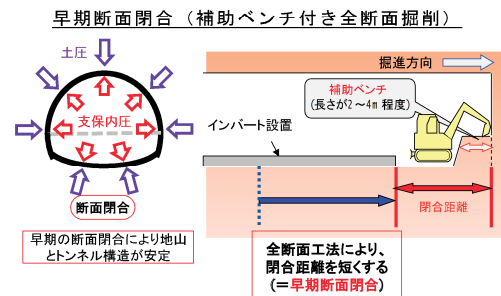 早期断面閉合（補助ベンチ付き全断面掘削）
土圧
支保内圧
断面閉合
早期の断面閉合により地山
とトンネル構造が安定
掘進方向
補助ベンチ
（長さが2～4m 程度）
インバート設置
閉合距離
全断面工法により、
閉合距離を短くする
（＝早期断面閉合）